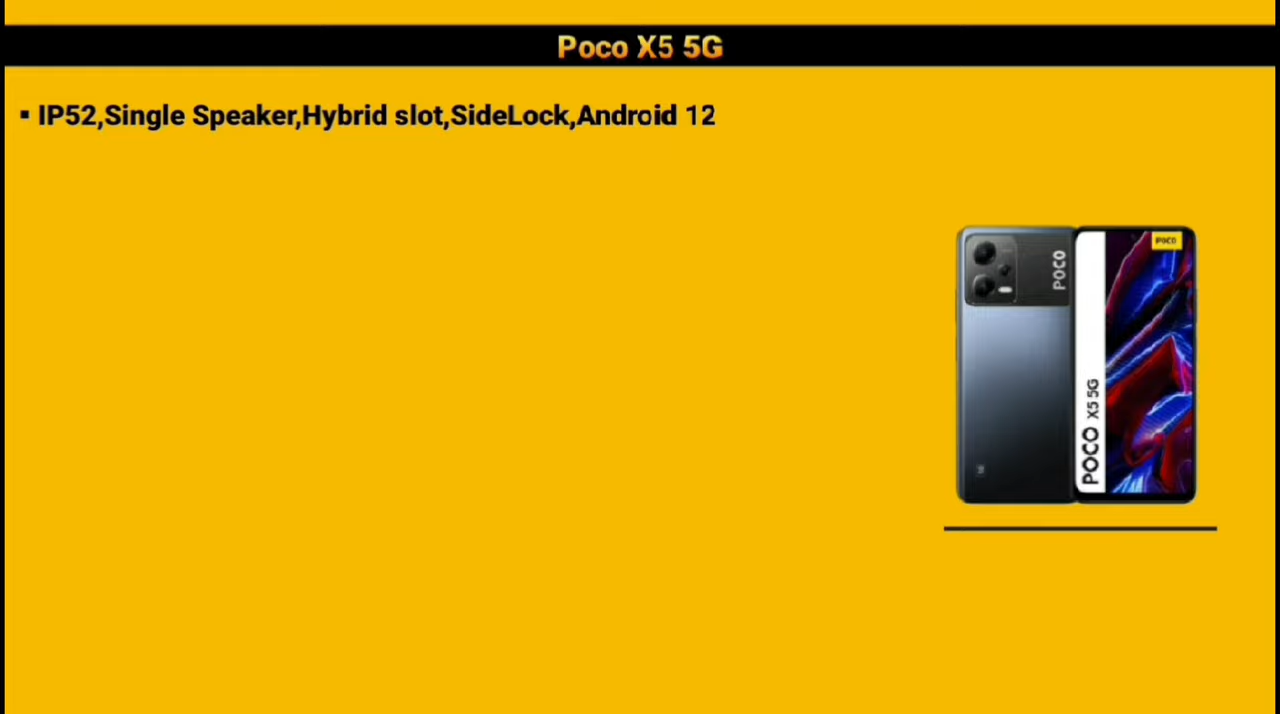 Poco X5 5G
▪ IP52,Single Speaker,Hybrid slot,SideLock,Android 12
POCO
POCO
POCO X5 5G